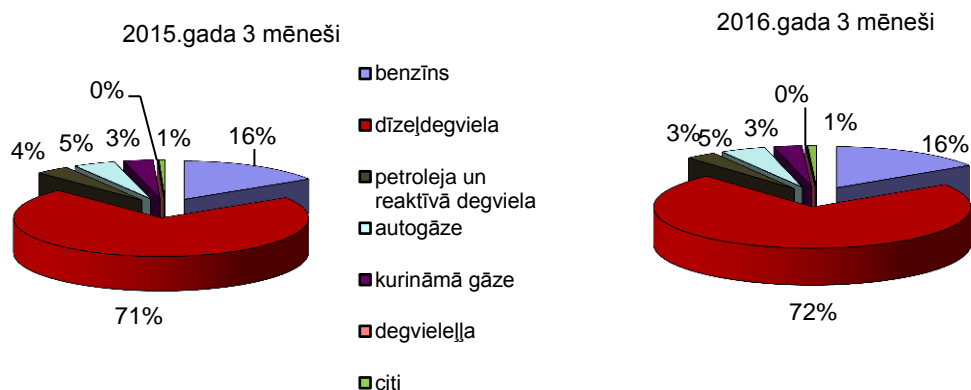 2015.gada 3 mēneši
0%
4%
5%
3%
1%
16%
71%
benzīns
dīzeļdegviela
petroleja un
reaktīvā degviela
autogāze
kurināmā gāze
degvieleļļa
citi
2016.gada 3 mēneši
0%
3%
5%
3%
1%
16%
72%